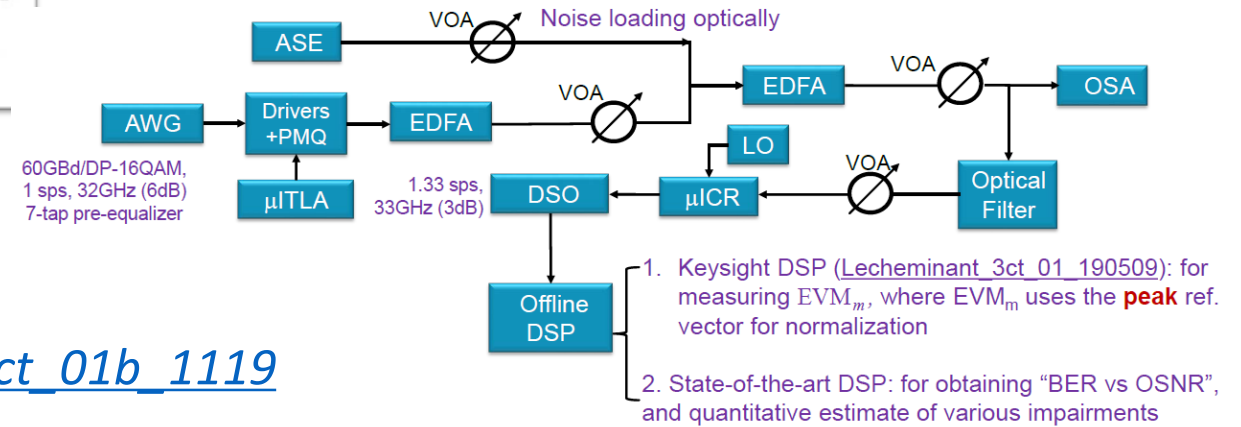 VOA
Noise loading optically
ASE
VOA
VOA
EDFA
OSA
AWG
Drivers
+PMQ
EDFA
LO
60GBd/DP-16QAM,
1 sps, 32GHz (6dB)
7-tap pre-equalizer
μITLA
1.33 sps,
33GHz (3dB)
DSO
μICR
VOA
Optical
Filter
Offline
DSP
1. Keysight DSP (Lecheminant_3ct_01_190509): for
measuring EVMm, where EVMm uses the peak ref.
vector for normalization
2. State-of-the-art DSP: for obtaining “BER vs OSNR”,
and quantitative estimate of various impairments
ct_01b_1119